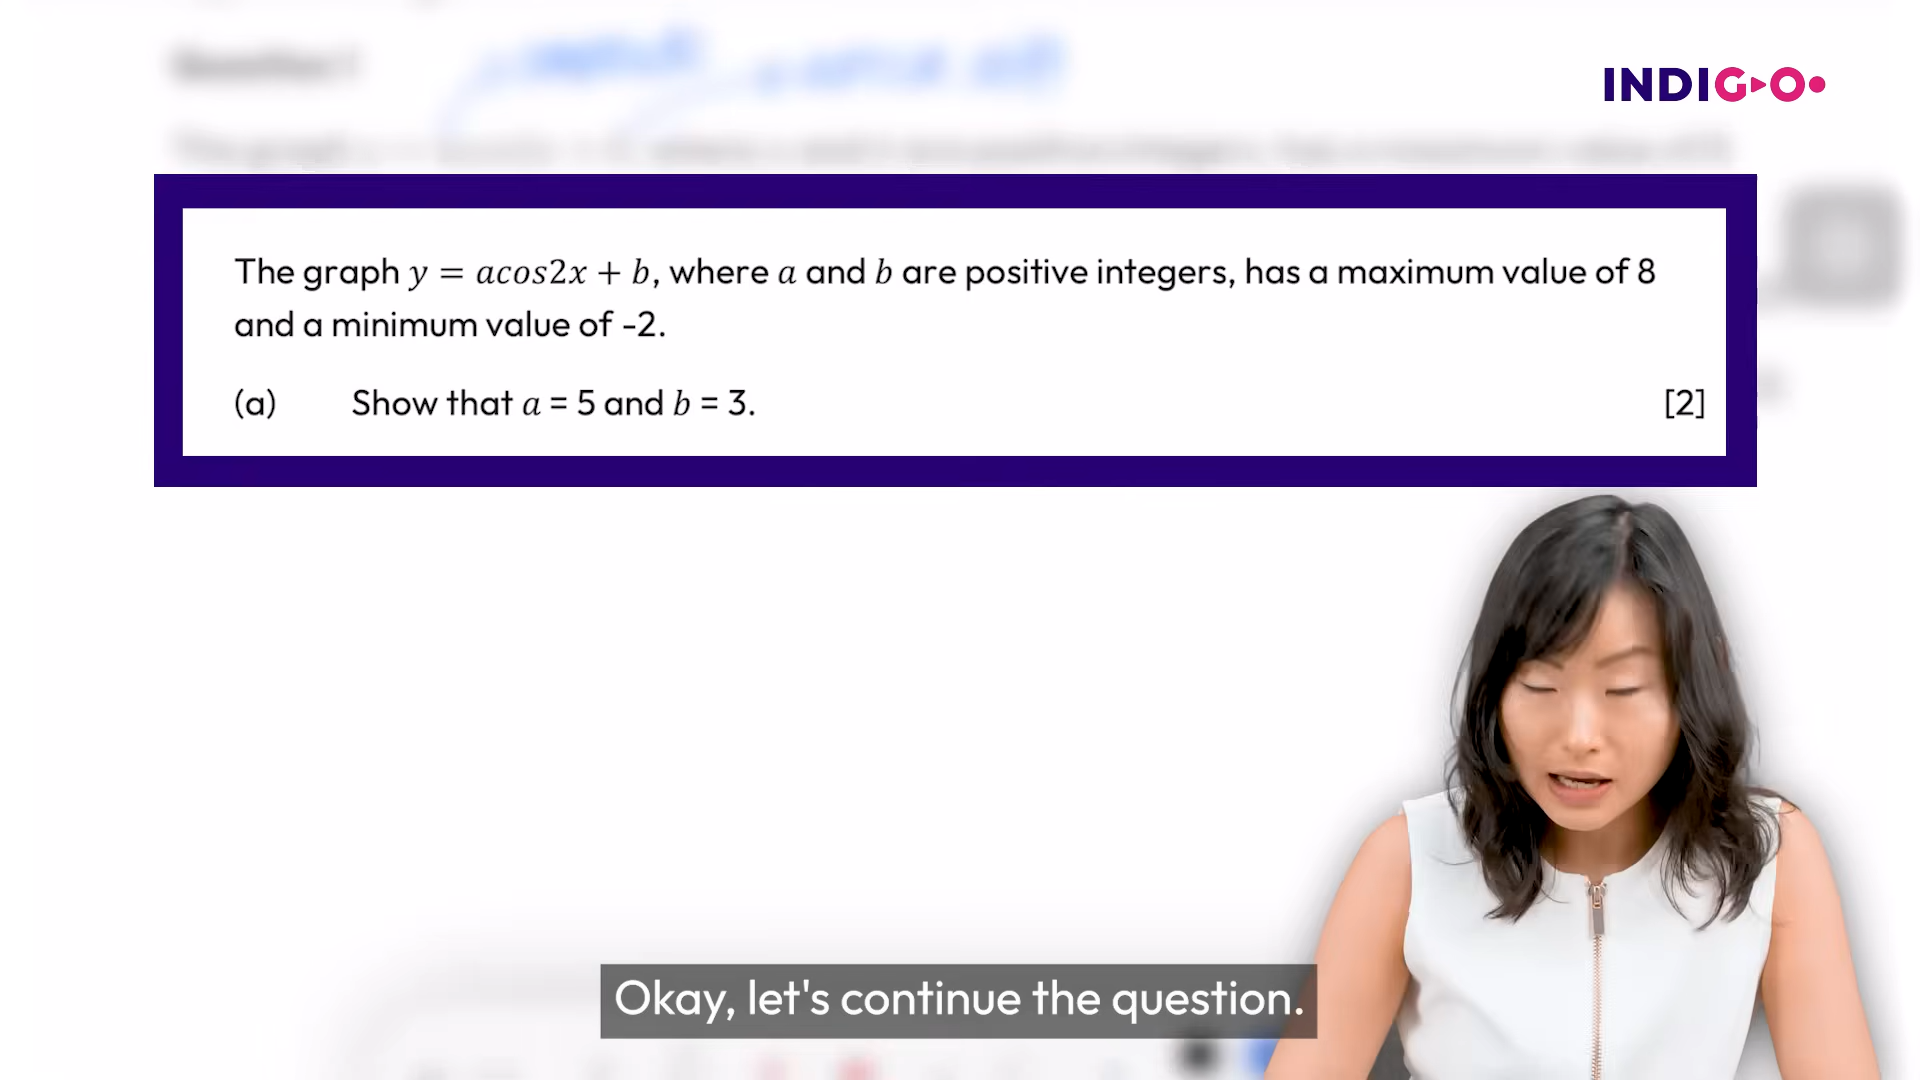 INDIGO
The graph y = acos2x + b, where a and b are positive integers, has a maximum value of 8
and a minimum value of -2.
(a) Show that a = 5 and b = 3. [2]
Okay, let's continue the question.